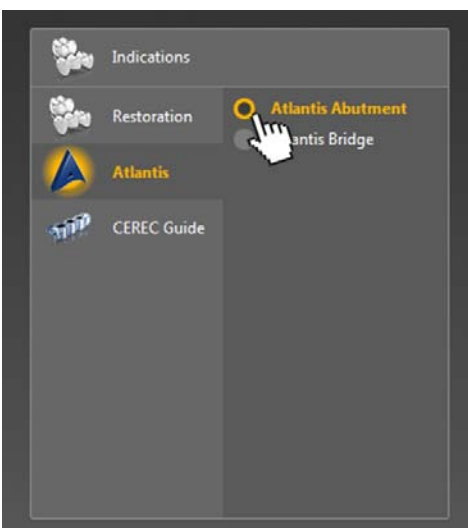 Indications
Restoration
Atlantis Abutment
antis Bridge
Atlantis
CEREC Guide